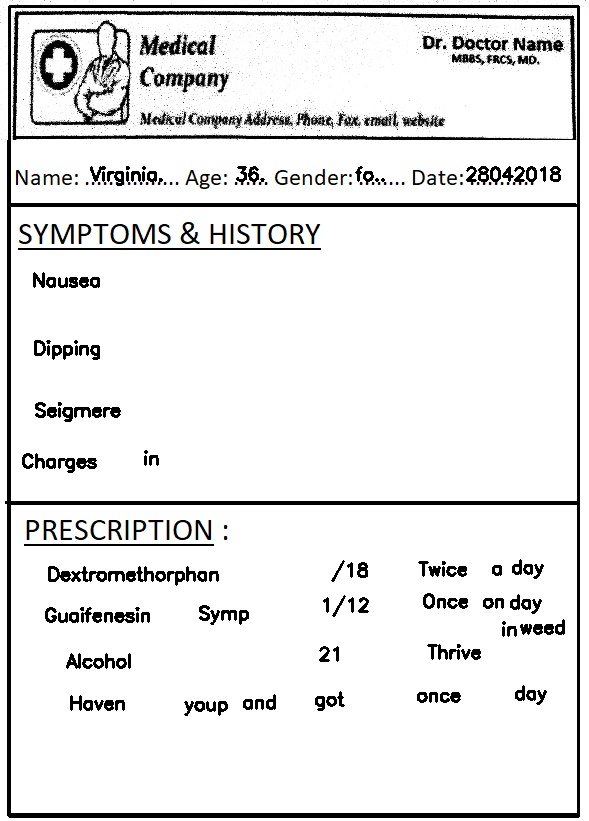 Medical Company
Dr. Doctor Name
MBBS, FRCS, MD.
Medical Company Address, Phone, Fax, email, website
Name: Virginia. Age: 36. Gender: fa.. Date: 28042018
SYMPTOMS & HISTORY
Nausea
Dipping
Seigmere
Charges in
PRESCRIPTION :
Dextromethorphan /18 Twice a day
Guaifenesin Symp 1/12 Once on day
in weed
Alcohol 21 Thrive
Haven youp and got once day